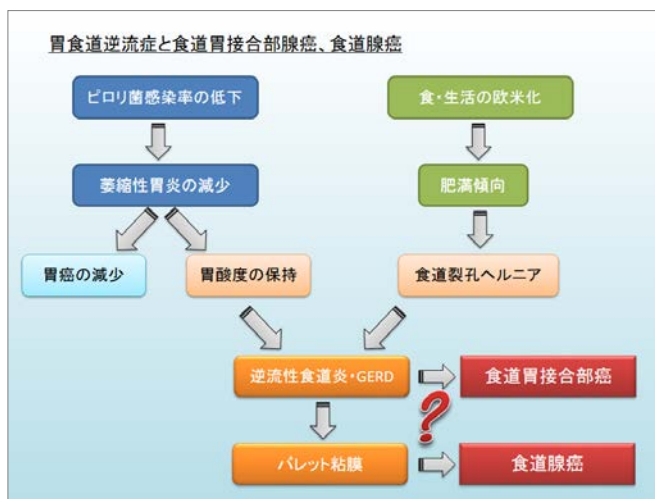 胃食道逆流症と食道胃接合部腺癌、食道腺癌
ピロリ菌感染率の低下
食・生活の欧米化
萎縮性胃炎の減少
肥満傾向
胃癌の減少
胃酸度の保持
食道裂孔ヘルニア
逆流性食道炎・GERD
食道胃接合部癌
?
バレット粘膜
食道腺癌